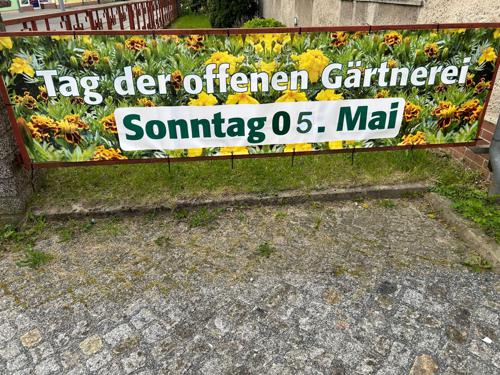 Tag der offenen Gärtnerei
Sonntag 05. Mai